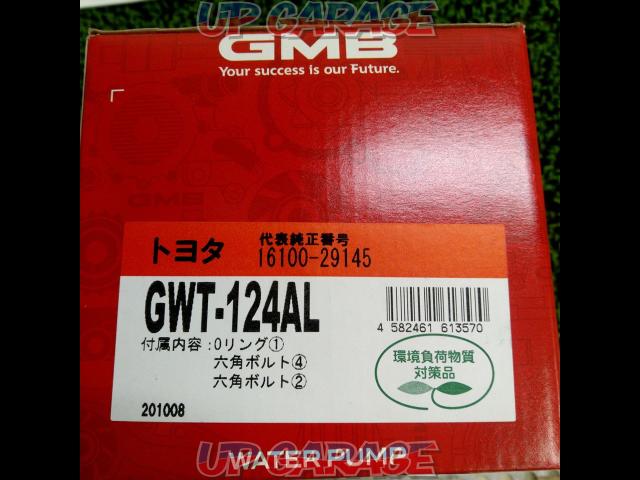 UP GARAGE
GMB
Your success is our Future.
GMB
トヨタ
代表純正番号
16100-29145
GWT-124AL
4 582461 613570
付属内容:Oリング①
六角ボルト④
六角ボルト②
環境負荷物質
対策品
201008
UP GARAGE
WATER PUMP